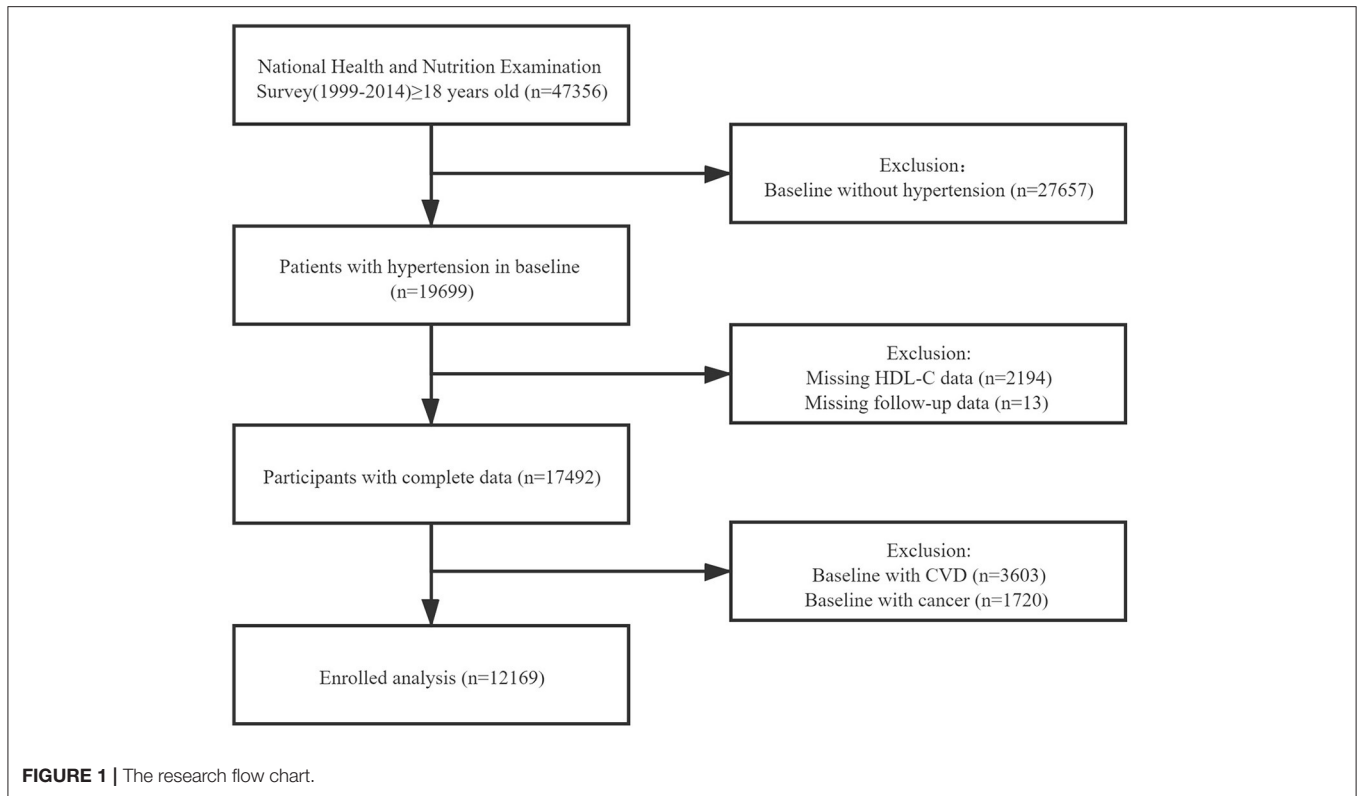 National Health and Nutrition Examination
Survey(1999-2014)≥18 years old (n=47356)
Exclusion：
Baseline without hypertension (n=27657)
Patients with hypertension in baseline
(n=19699)
Exclusion:
Missing HDL-C data (n=2194)
Missing follow-up data (n=13)
Participants with complete data (n=17492)
Exclusion:
Baseline with CVD (n=3603)
Baseline with cancer (n=1720)
Enrolled analysis (n=12169)
FIGURE 1 | The research flow chart.